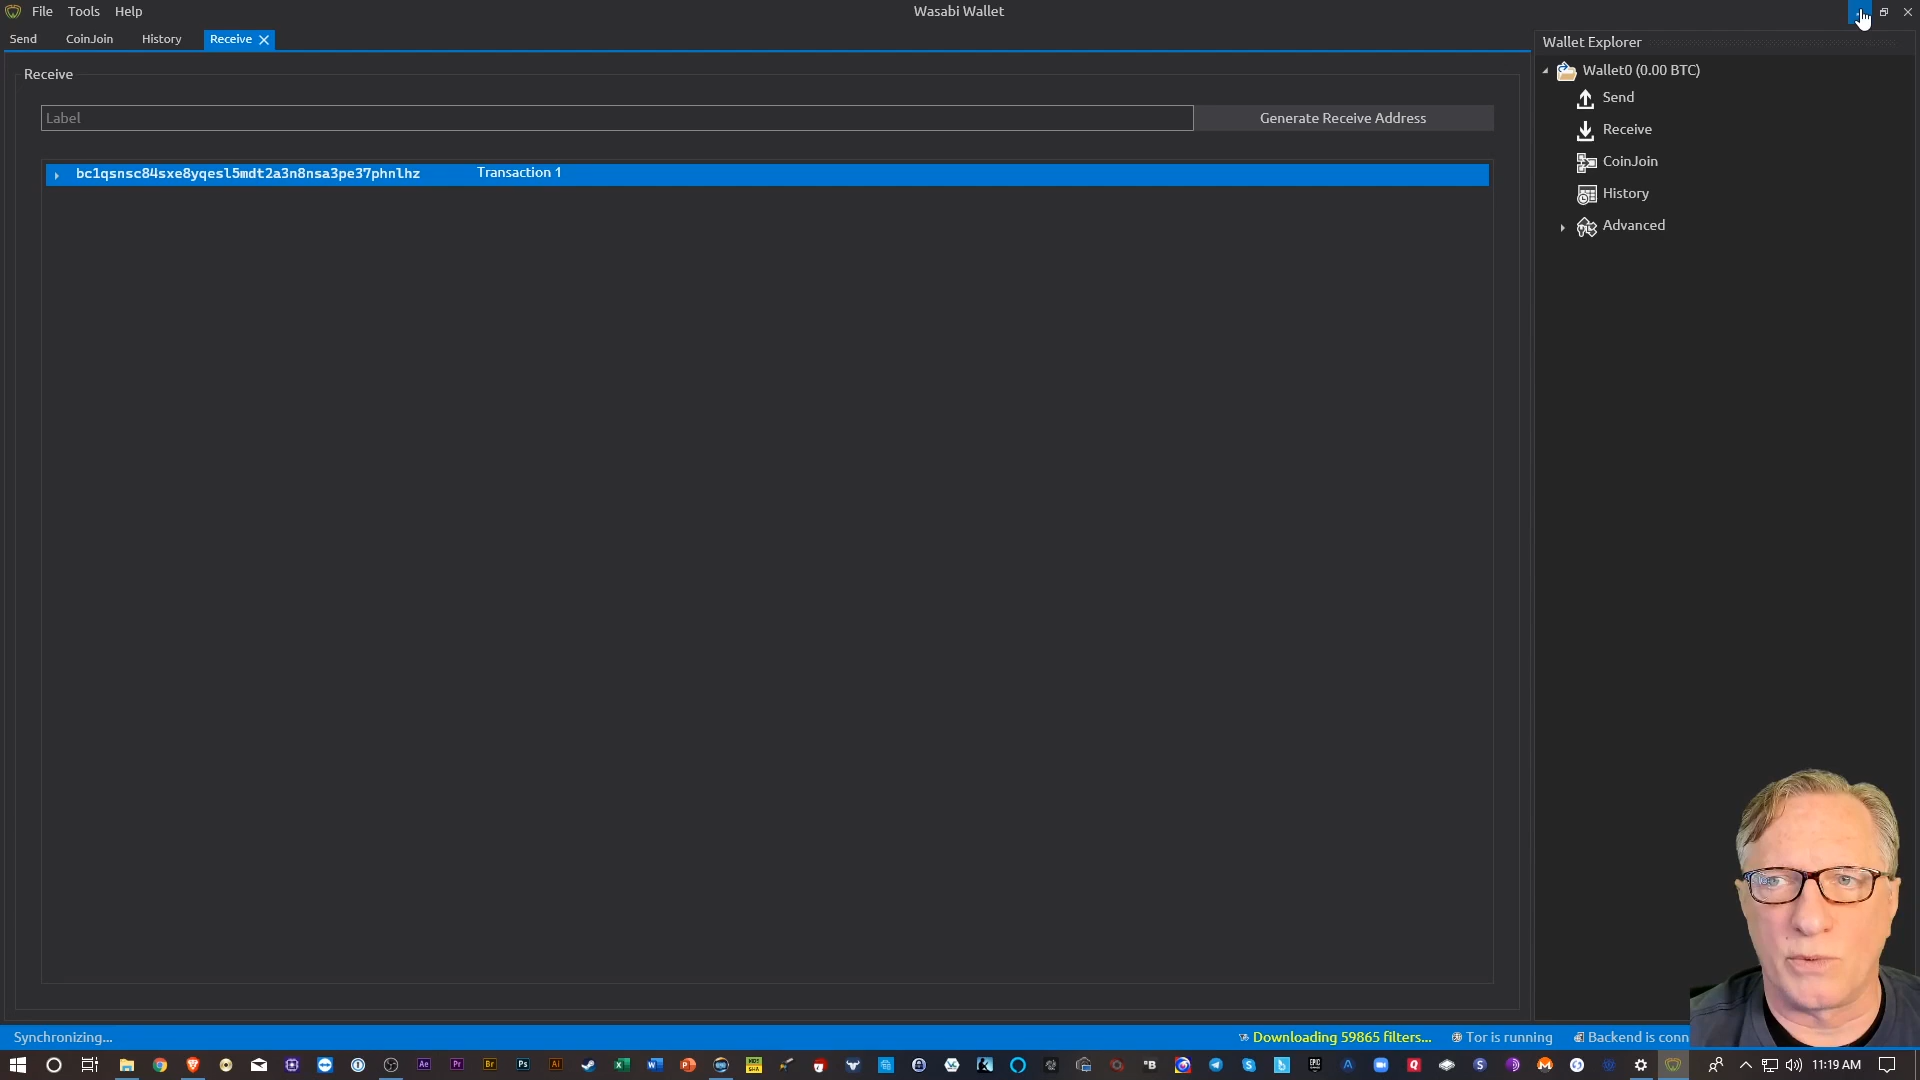 File Tools Help
Wasabi Wallet
Send CoinJoin History Receive
Wallet Explorer
Receive
Wallet0 (0.00 BTC)
Send
Label
Generate Receive Address
Receive
CoinJoin
bc1qsnsc84sxe8yqesl5mdt2a3n8nsa3pe37phnlhz Transaction 1
History
Advanced
Synchronizing...
Downloading 59865 filters...
Tor is running
Backend is conn
11:19 AM